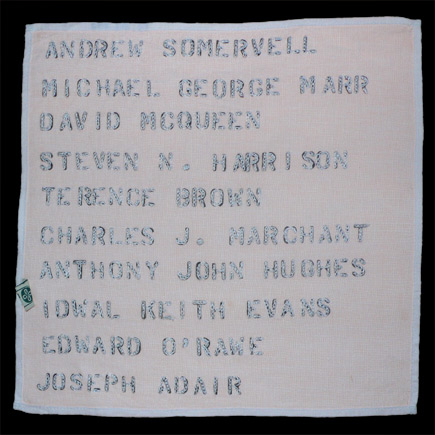 ANDREW SOMERVELL
MICHAEL GEORGE MARR
DAVID MCQUEEN
STEVEN N. HARRISON
TERENCE BROWN
CHARLES J. MARCHANT
ANTHONY JOHN HUGHES
IDWAL KEITH EVANS
EDWARD O'RAWE
JOSEPH ADAIR